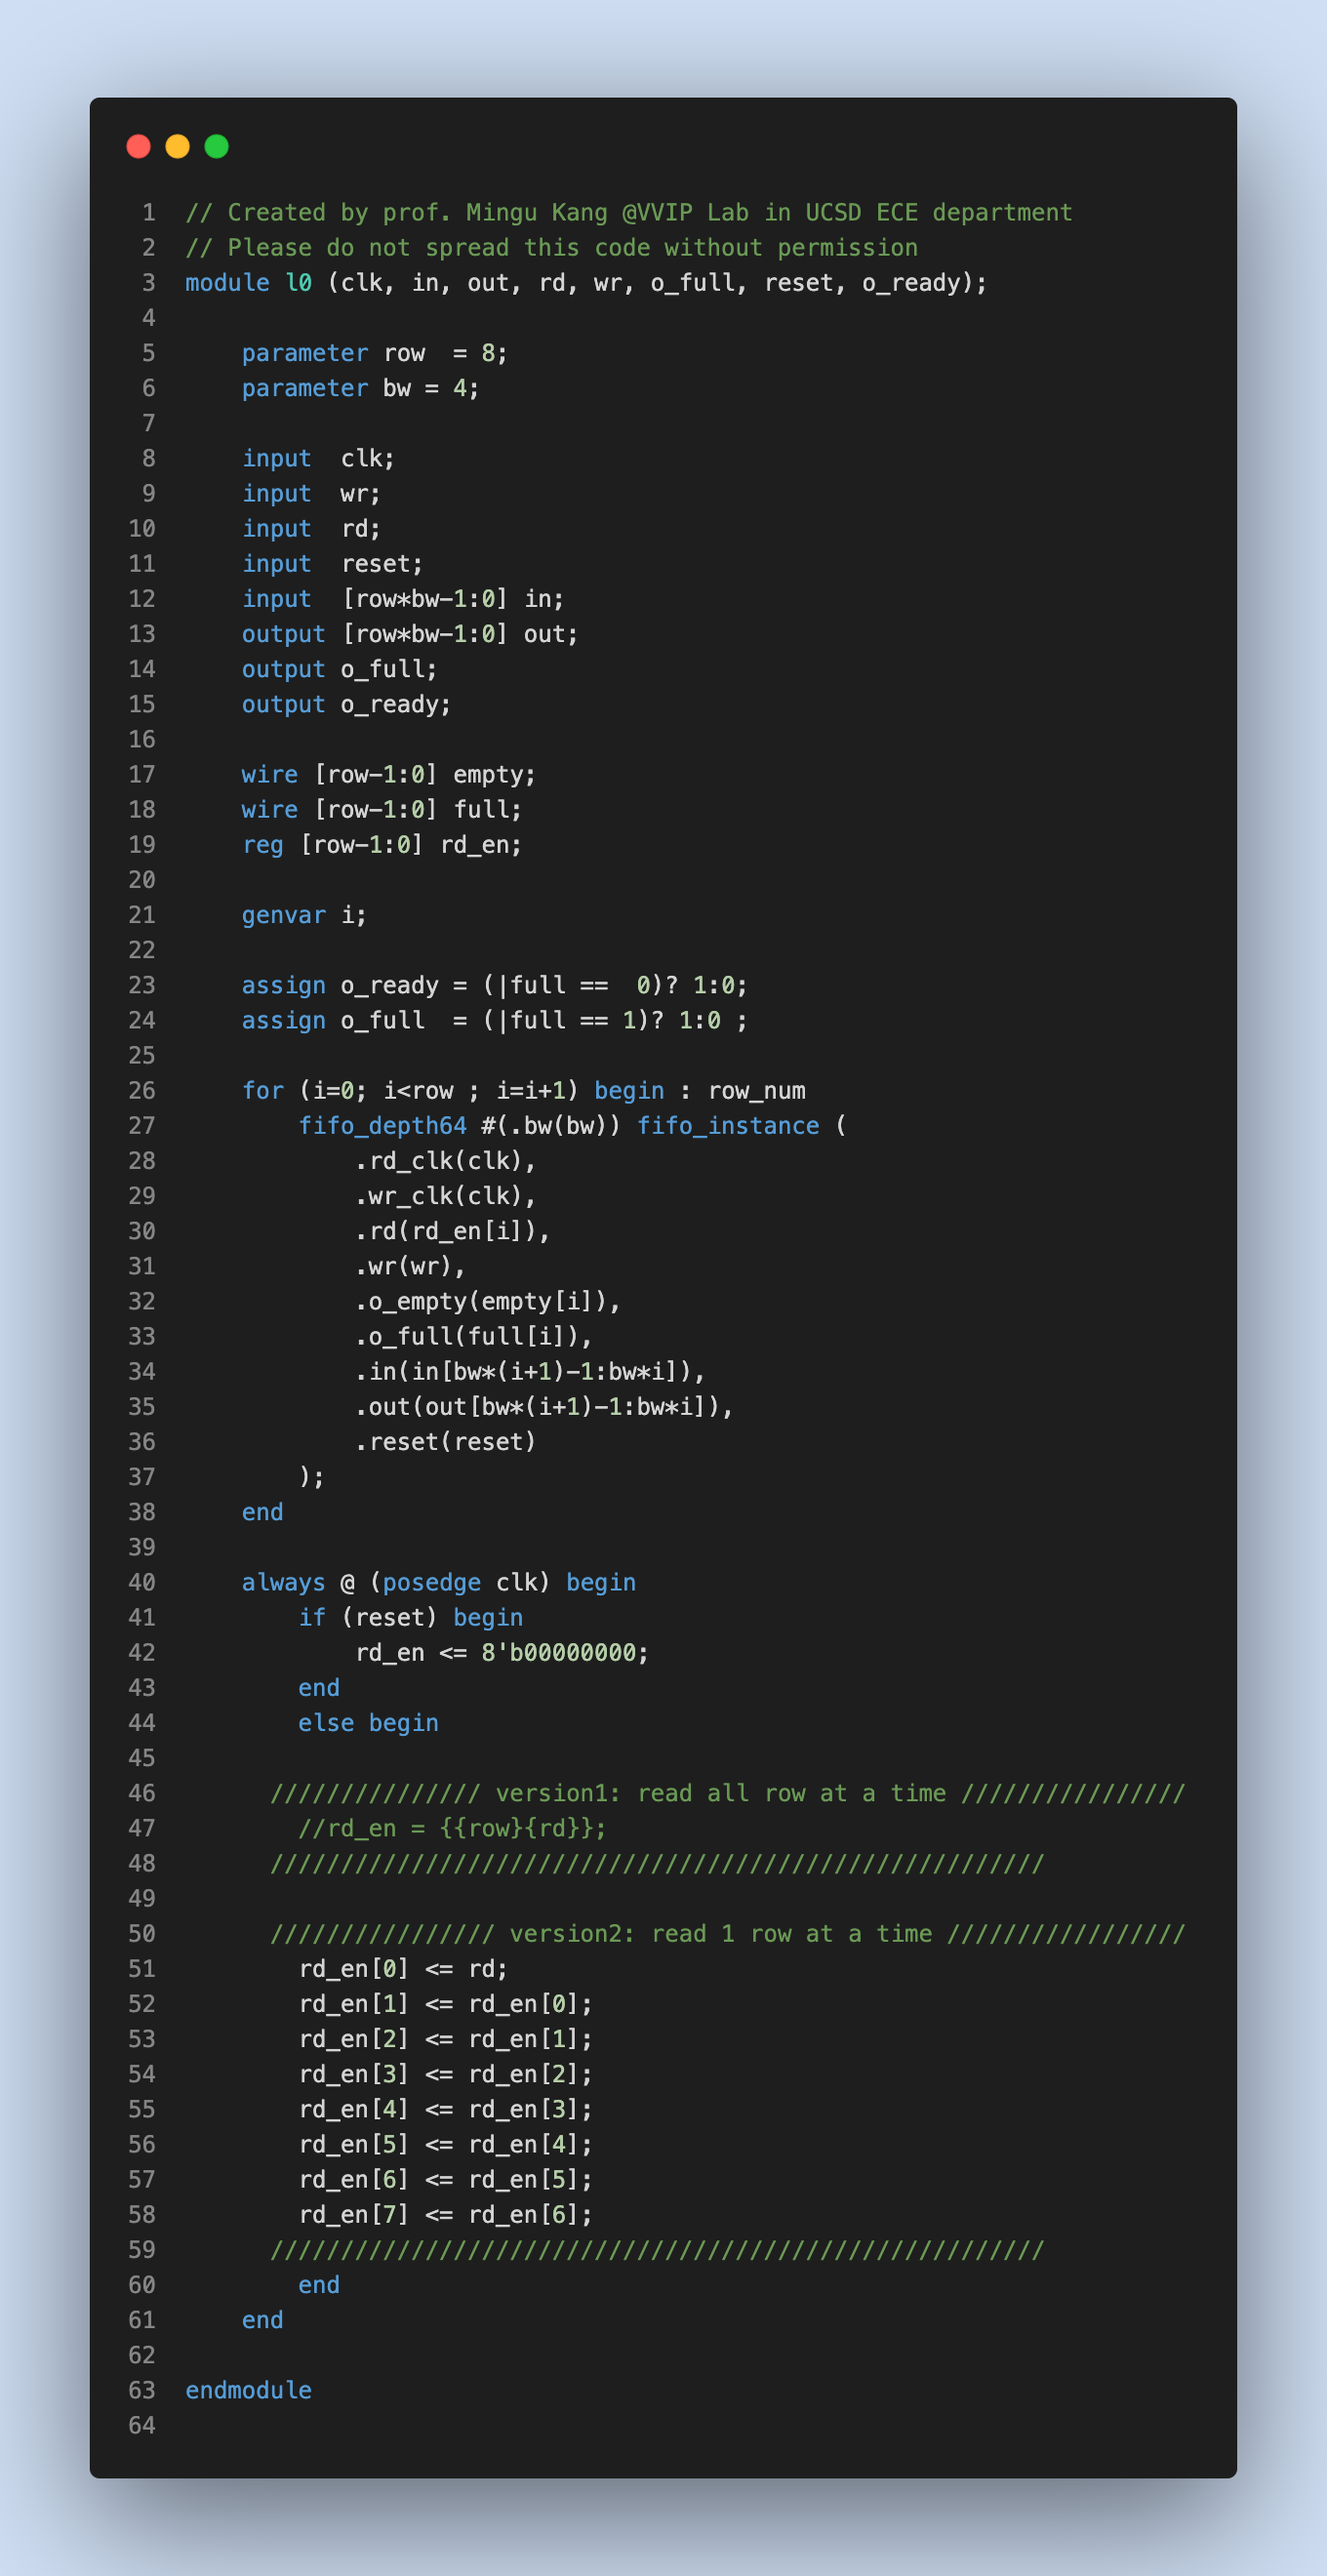 1 // Created by prof. Mingu Kang @VVIP Lab in UCSD ECE department
2 // Please do not spread this code without permission
3 module l0 (clk, in, out, rd, wr, o_full, reset, o_ready);
4
5     parameter row  = 8;
6     parameter bw = 4;
7
8     input  clk;
9     input  wr;
10     input  rd;
11     input  reset;
12     input  [row*bw-1:0] in;
13     output [row*bw-1:0] out;
14     output o_full;
15     output o_ready;
16
17     wire [row-1:0] empty;
18     wire [row-1:0] full;
19     reg [row-1:0] rd_en;
20
21     genvar i;
22
23     assign o_ready = (|full ==  0)? 1:0;
24     assign o_full  = (|full == 1)? 1:0 ;
25
26     for (i=0; i<row ; i=i+1) begin : row_num
27         fifo_depth64 #(.bw(bw)) fifo_instance (
28             .rd_clk(clk),
29             .wr_clk(clk),
30             .rd(rd_en[i]),
31             .wr(wr),
32             .o_empty(empty[i]),
33             .o_full(full[i]),
34             .in(in[bw*(i+1)-1:bw*i]),
35             .out(out[bw*(i+1)-1:bw*i]),
36             .reset(reset)
37         );
38     end
39
40     always @ (posedge clk) begin
41         if (reset) begin
42             rd_en <= 8'b00000000;
43         end
44         else begin
45
46       /////////////// version1: read all row at a time ////////////////
47         //rd_en = {{row}{rd}};
48       ///////////////////////////////////////////////////////
49
50       //////////////// version2: read 1 row at a time /////////////////
51         rd_en[0] <= rd;
52         rd_en[1] <= rd_en[0];
53         rd_en[2] <= rd_en[1];
54         rd_en[3] <= rd_en[2];
55         rd_en[4] <= rd_en[3];
56         rd_en[5] <= rd_en[4];
57         rd_en[6] <= rd_en[5];
58         rd_en[7] <= rd_en[6];
59       ///////////////////////////////////////////////////////
60         end
61     end
62
63 endmodule
64